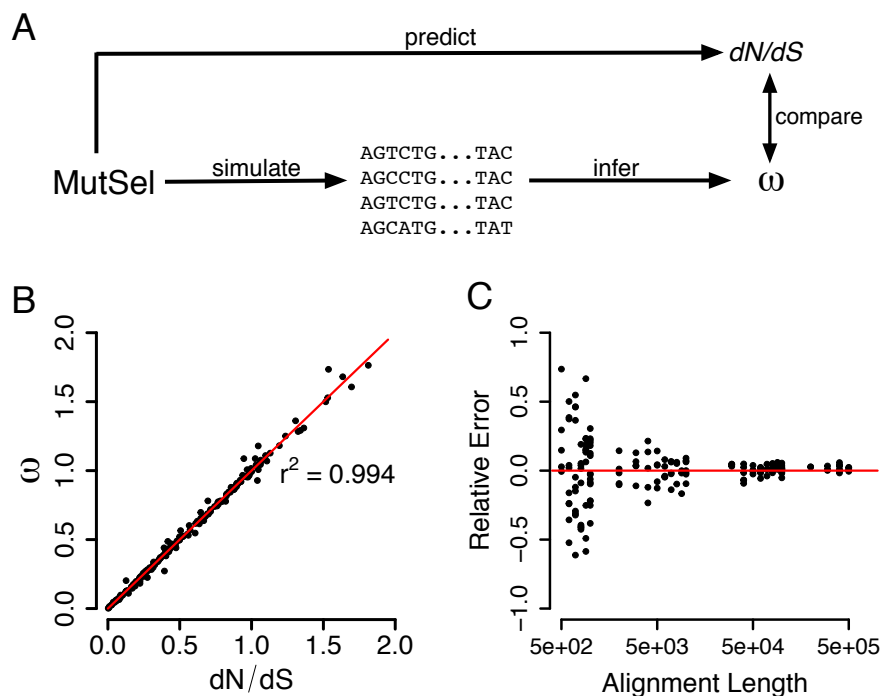 A
predict
dN/dS
compare
MutSel
simulate
AGTCTG...TAC
AGCCTG...TAC
AGTCTG...TAC
AGCATG...TAT
infer
ω
B
ω
0.0 0.5 1.0 1.5 2.0
r² = 0.994
0.0 0.5 1.0 1.5 2.0
dN/dS
C
Relative Error
−1.0 −0.5 0.0 0.5 1.0
5e+02 5e+03 5e+04 5e+05
Alignment Length